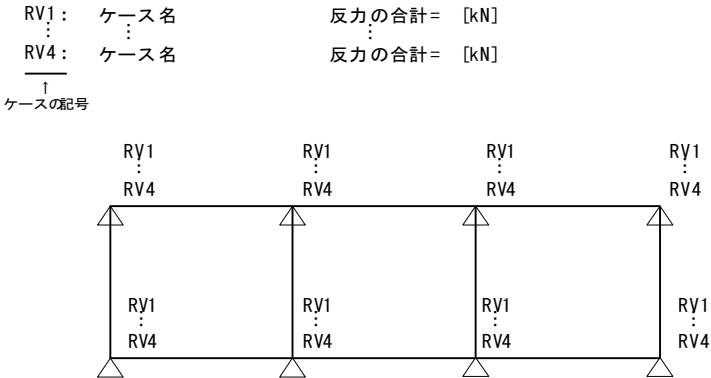 RV1： ケース名 反力の合計＝ [kN]
⋮ ⋮ ⋮
RV4： ケース名 反力の合計＝ [kN]
↑
ケースの記号
RV1 RV1 RV1 RV1
⋮ ⋮ ⋮ ⋮
RV4 RV4 RV4 RV4
RV1 RV1 RV1 RV1
⋮ ⋮ ⋮ ⋮
RV4 RV4 RV4 RV4